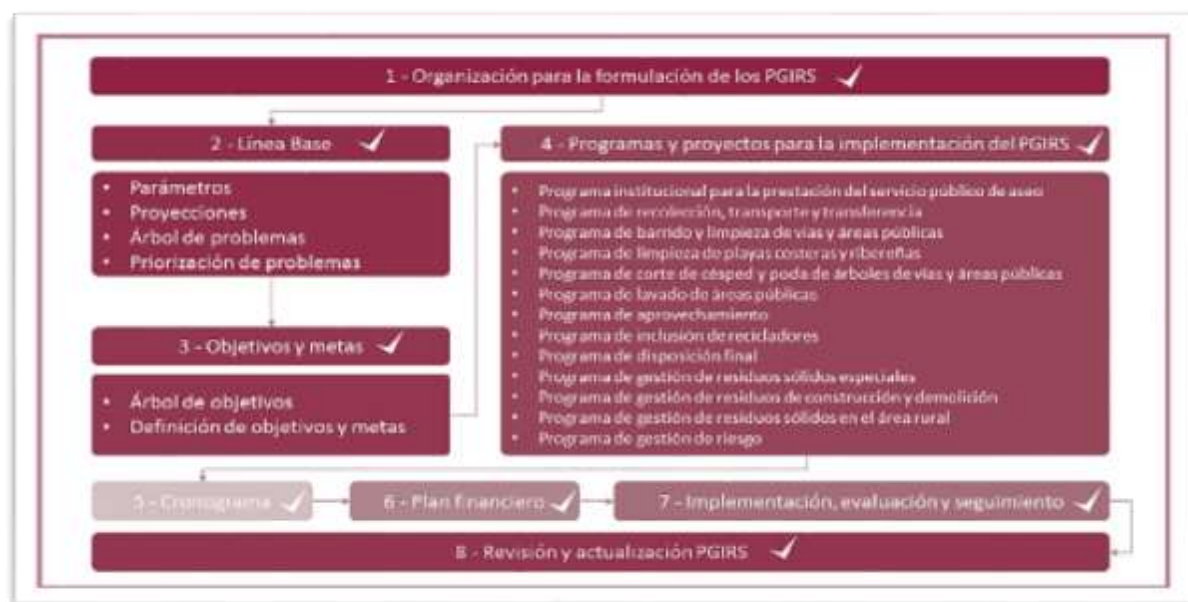 1 - Organización para la formulación de los PGIRS
2 - Línea Base
• Parámetros
• Proyecciones
• Árbol de problemas
• Priorización de problemas
3 - Objetivos y metas
• Árbol de objetivos
• Definición de objetivos y metas
4 - Programas y proyectos para la implementación del PGIRS
• Programa institucional para la prestación del servicio público de aseo
• Programa de recolección, transporte y transferencia
• Programa de barrido y limpieza de vías y áreas públicas
• Programa de limpieza de playas costeras y ribereñas
• Programa de corte de césped y poda de árboles de vías y áreas públicas
• Programa de lavado de áreas públicas
• Programa de aprovechamiento
• Programa de inclusión de recicladores
• Programa de disposición final
• Programa de gestión de residuos sólidos especiales
• Programa de gestión de residuos de construcción y demolición
• Programa de gestión de residuos sólidos en el área rural
• Programa de gestión de riesgo
5 - Cronograma
6 - Plan financiero
7 - Implementación, evaluación y seguimiento
8 - Revisión y actualización PGIRS